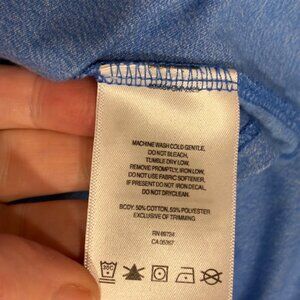 MACHINE WASH COLD GENTLE,
DO NOT BLEACH,
TUMBLE DRY LOW,
REMOVE PROMPTLY, IRON LOW.
DO NOT USE FABRIC SOFTENER.
IF PRESENT DO NOT IRON DECAL,
DO NOT DRYCLEAN.
BODY: 50% COTTON, 50% POLYESTER
EXCLUSIVE OF TRIMMING
RN 69724
CA 05367
30C